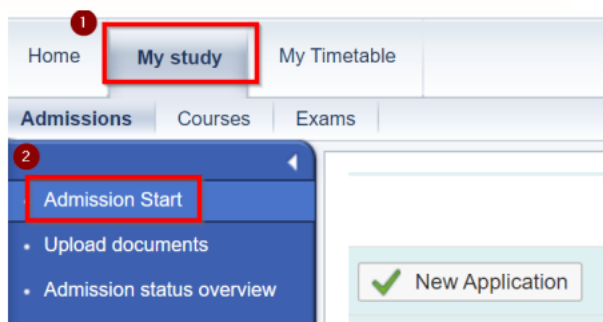 1
Home My study My Timetable
Admissions Courses Exams
2
Admission Start
Upload documents
Admission status overview
New Application